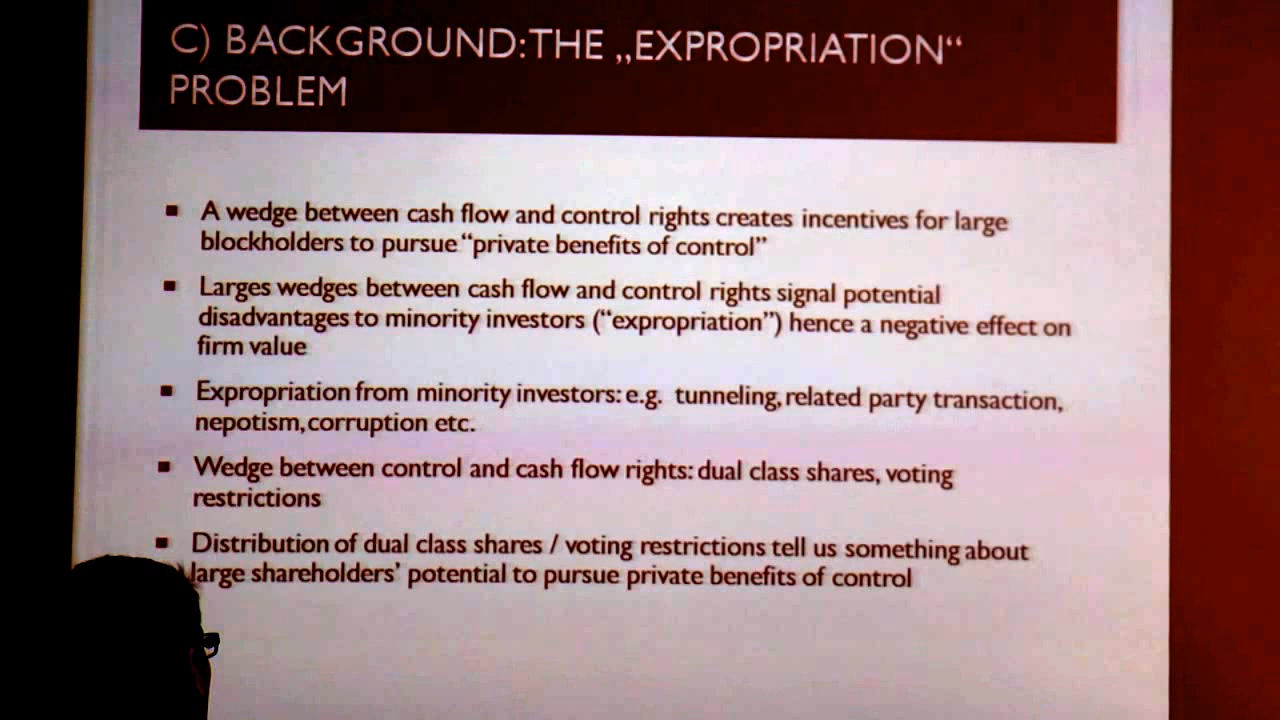 C) BACKGROUND: THE „EXPROPRIATION“
PROBLEM
▪ A wedge between cash flow and control rights creates incentives for large
blockholders to pursue “private benefits of control”
▪ Larges wedges between cash flow and control rights signal potential
disadvantages to minority investors (“expropriation”) hence a negative effect on
firm value
▪ Expropriation from minority investors: e.g. tunneling, related party transaction,
nepotism, corruption etc.
▪ Wedge between control and cash flow rights: dual class shares, voting
restrictions
▪ Distribution of dual class shares / voting restrictions tell us something about
large shareholders’ potential to pursue private benefits of control